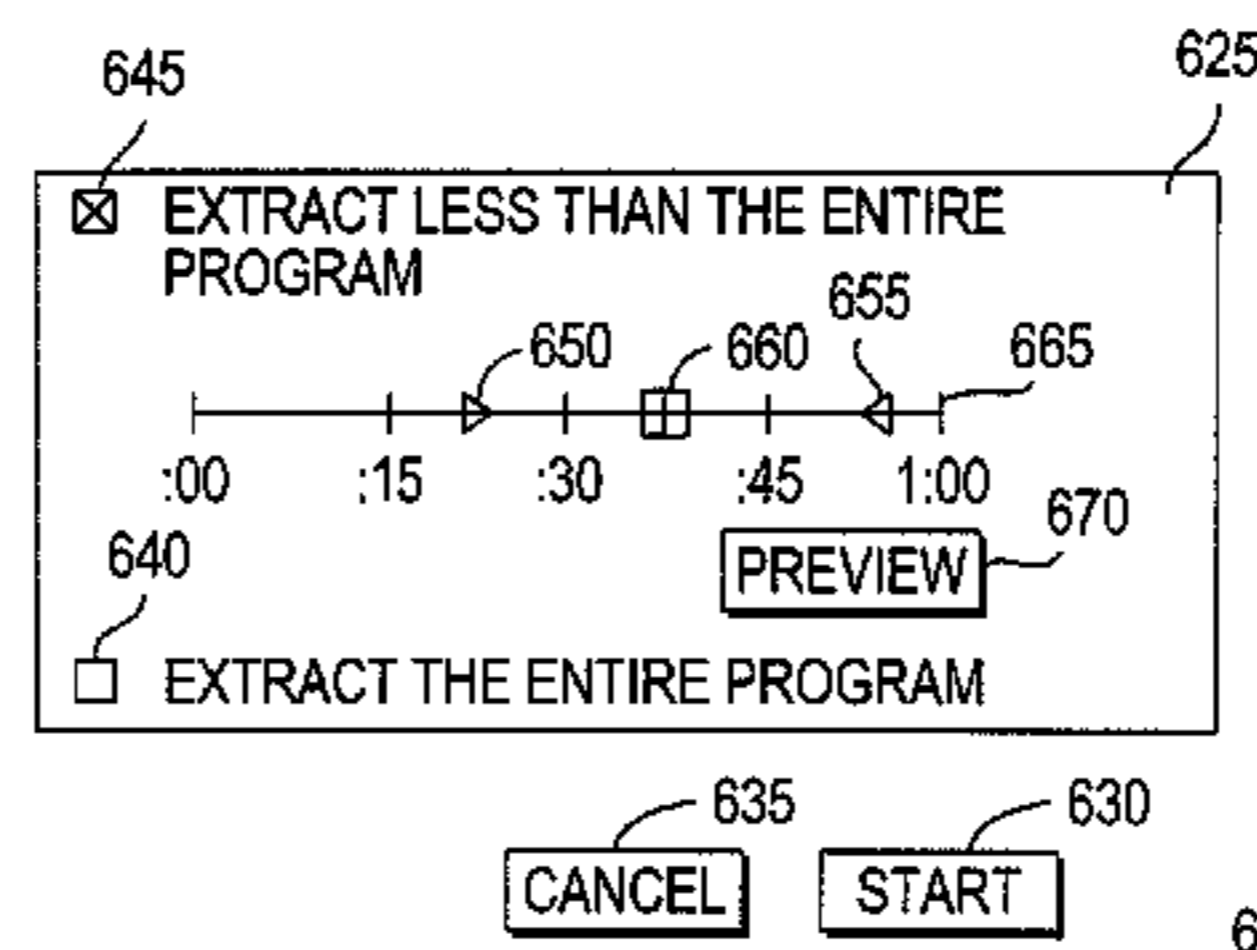 645
625
EXTRACT LESS THAN THE ENTIRE
PROGRAM
655
650
660
665
:00 :15 :30 :45 1:00
670
640
PREVIEW
EXTRACT THE ENTIRE PROGRAM
635
630
CANCEL START